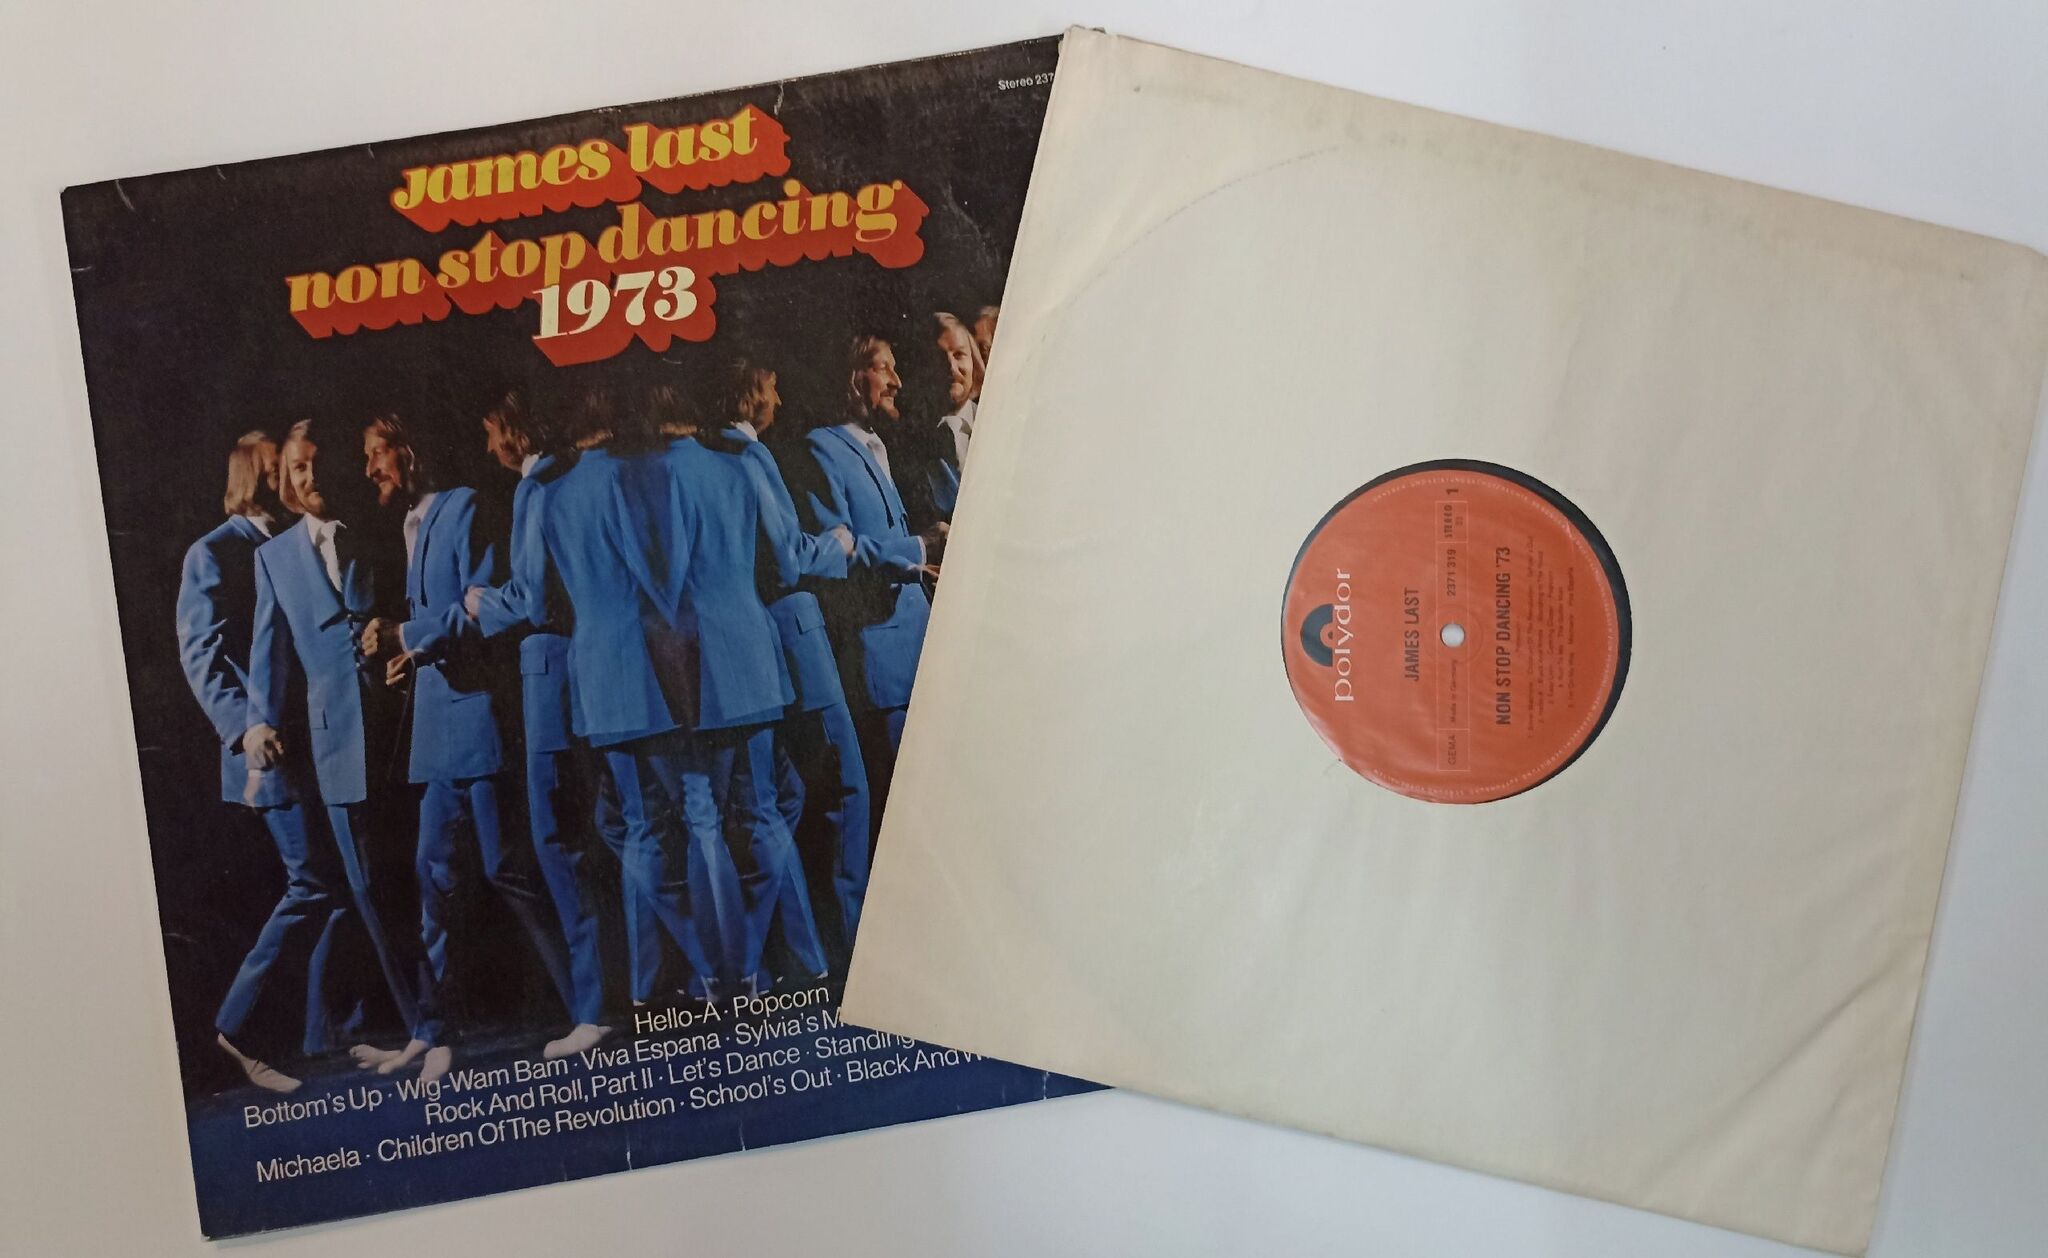 Stereo 237
james last
non stop dancing
1973
Hello-A · Popcorn
Bottom's Up · Wig-Wam Bam · Viva Espana · Sylvia's M
Rock And Roll, Part II · Let's Dance · Standing
Michaela · Children Of The Revolution · School's Out · Black And W
polydor
JAMES LAST
GEMA
Made in Germany
2371 319
STEREO
1
NON STOP DANCING '73